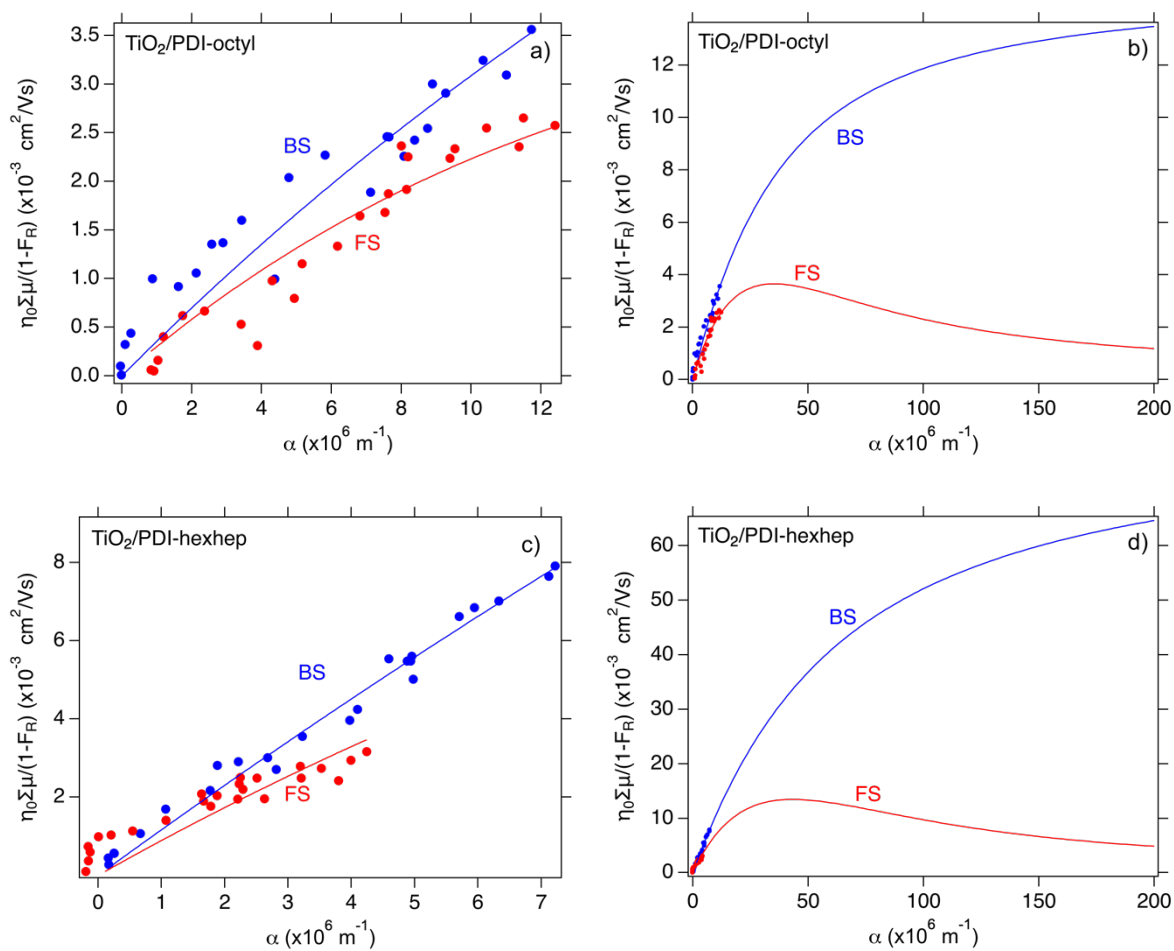 TiO2/PDI-octyl
a)
3.5
3.0
2.5
2.0
1.5
1.0
0.5
0.0
BS
FS
η0Σμ/(1-FR) (x10-3 cm2/Vs)
0 2 4 6 8 10 12
α (x106 m-1)
TiO2/PDI-octyl
b)
12
10
8
6
4
2
0
BS
FS
η0Σμ/(1-FR) (x10-3 cm2/Vs)
0 50 100 150 200
α (x106 m-1)
TiO2/PDI-hexhep
c)
8
6
4
2
BS
FS
η0Σμ/(1-FR) (x10-3 cm2/Vs)
0 1 2 3 4 5 6 7
α (x106 m-1)
TiO2/PDI-hexhep
d)
60
50
40
30
20
10
0
BS
FS
η0Σμ/(1-FR) (x10-3 cm2/Vs)
0 50 100 150 200
α (x106 m-1)